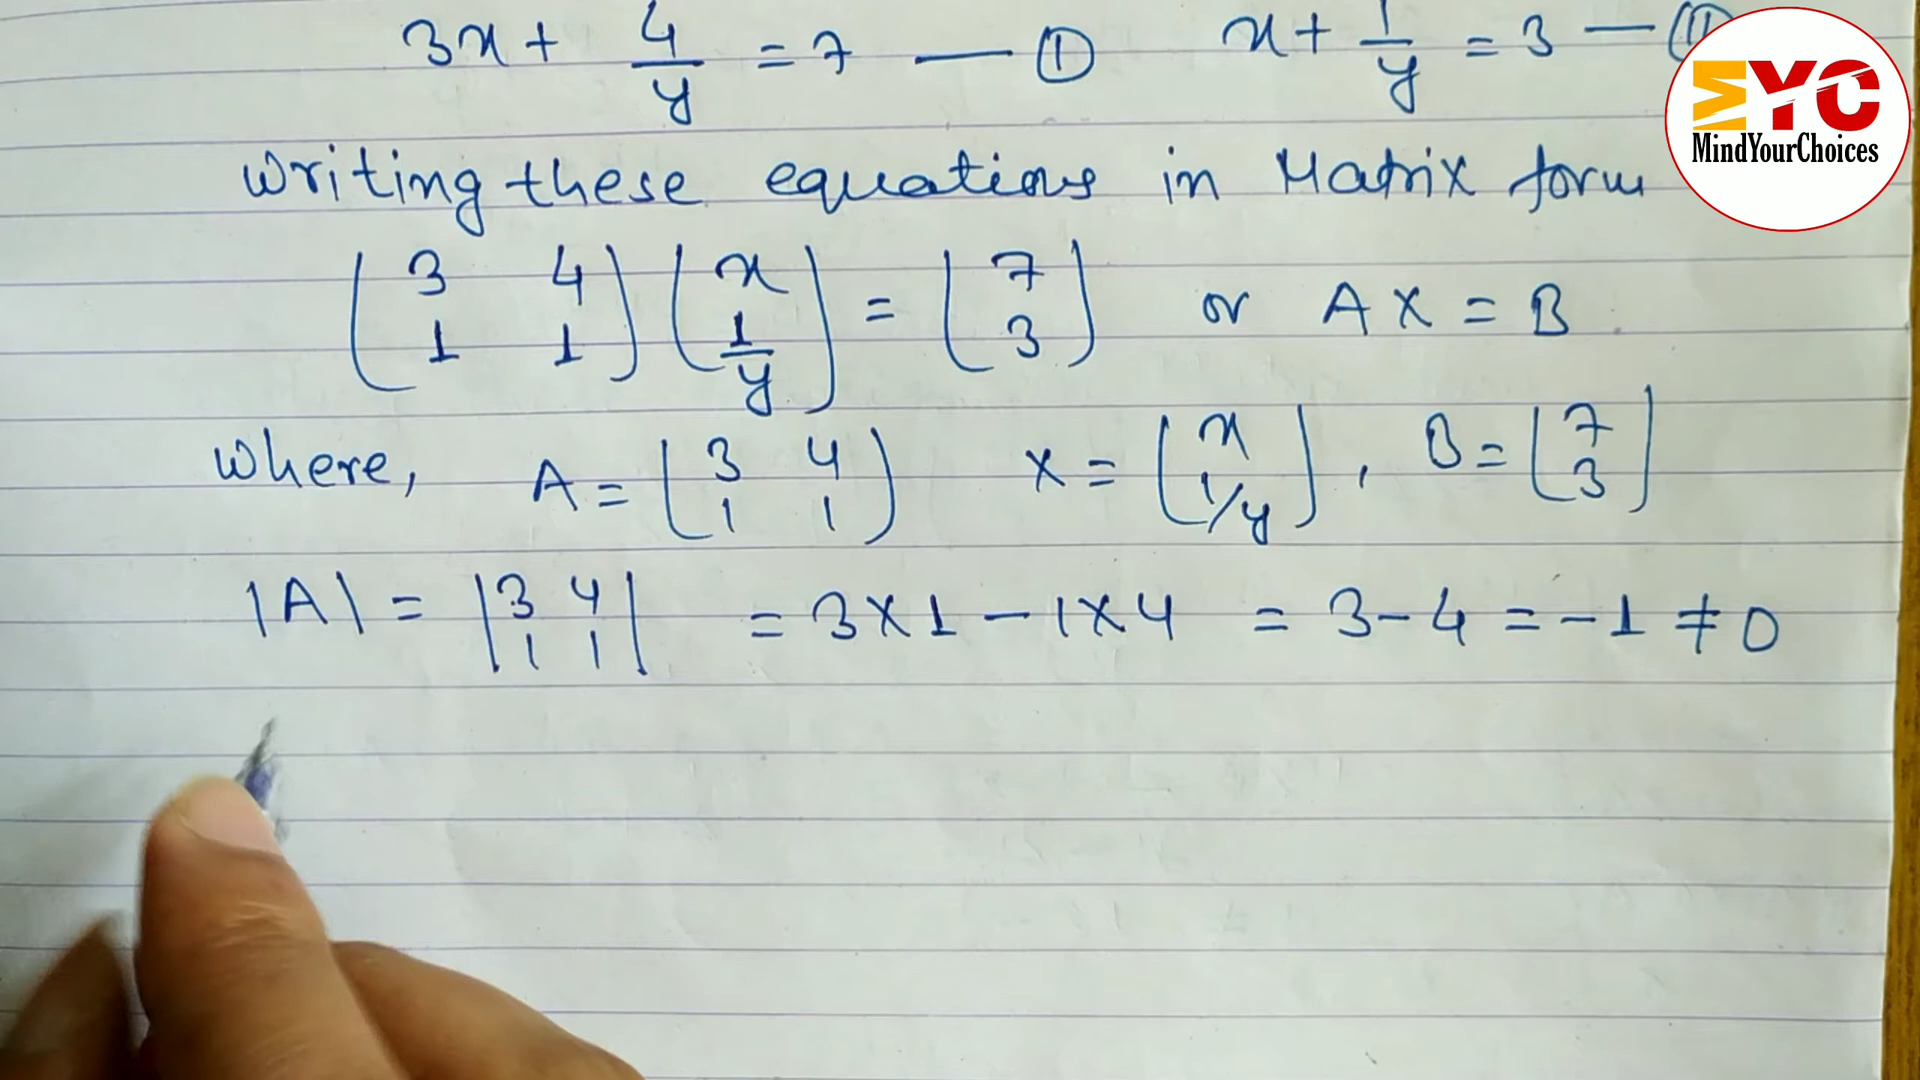 3x + 4/y = 7 — ① x + 1/y = 3 — ⑪
MYC
MindYourChoices
Writing these equations in Matrix form
(3 4 / 1 1) (x / 1/y) = (7 / 3) or AX = B
Where, A = (3 4 / 1 1) X = (x / 1/y), B = (7 / 3)
|A| = |3 4 / 1 1| = 3×1 − 1×4 = 3−4 = −1 ≠ 0